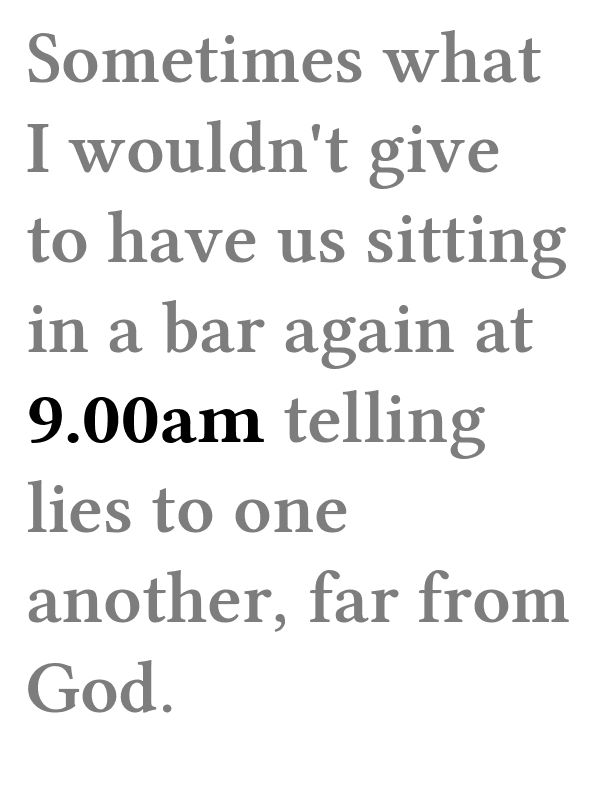 Sometimes what
I wouldn't give
to have us sitting
in a bar again at
9.00am telling
lies to one
another, far from
God.